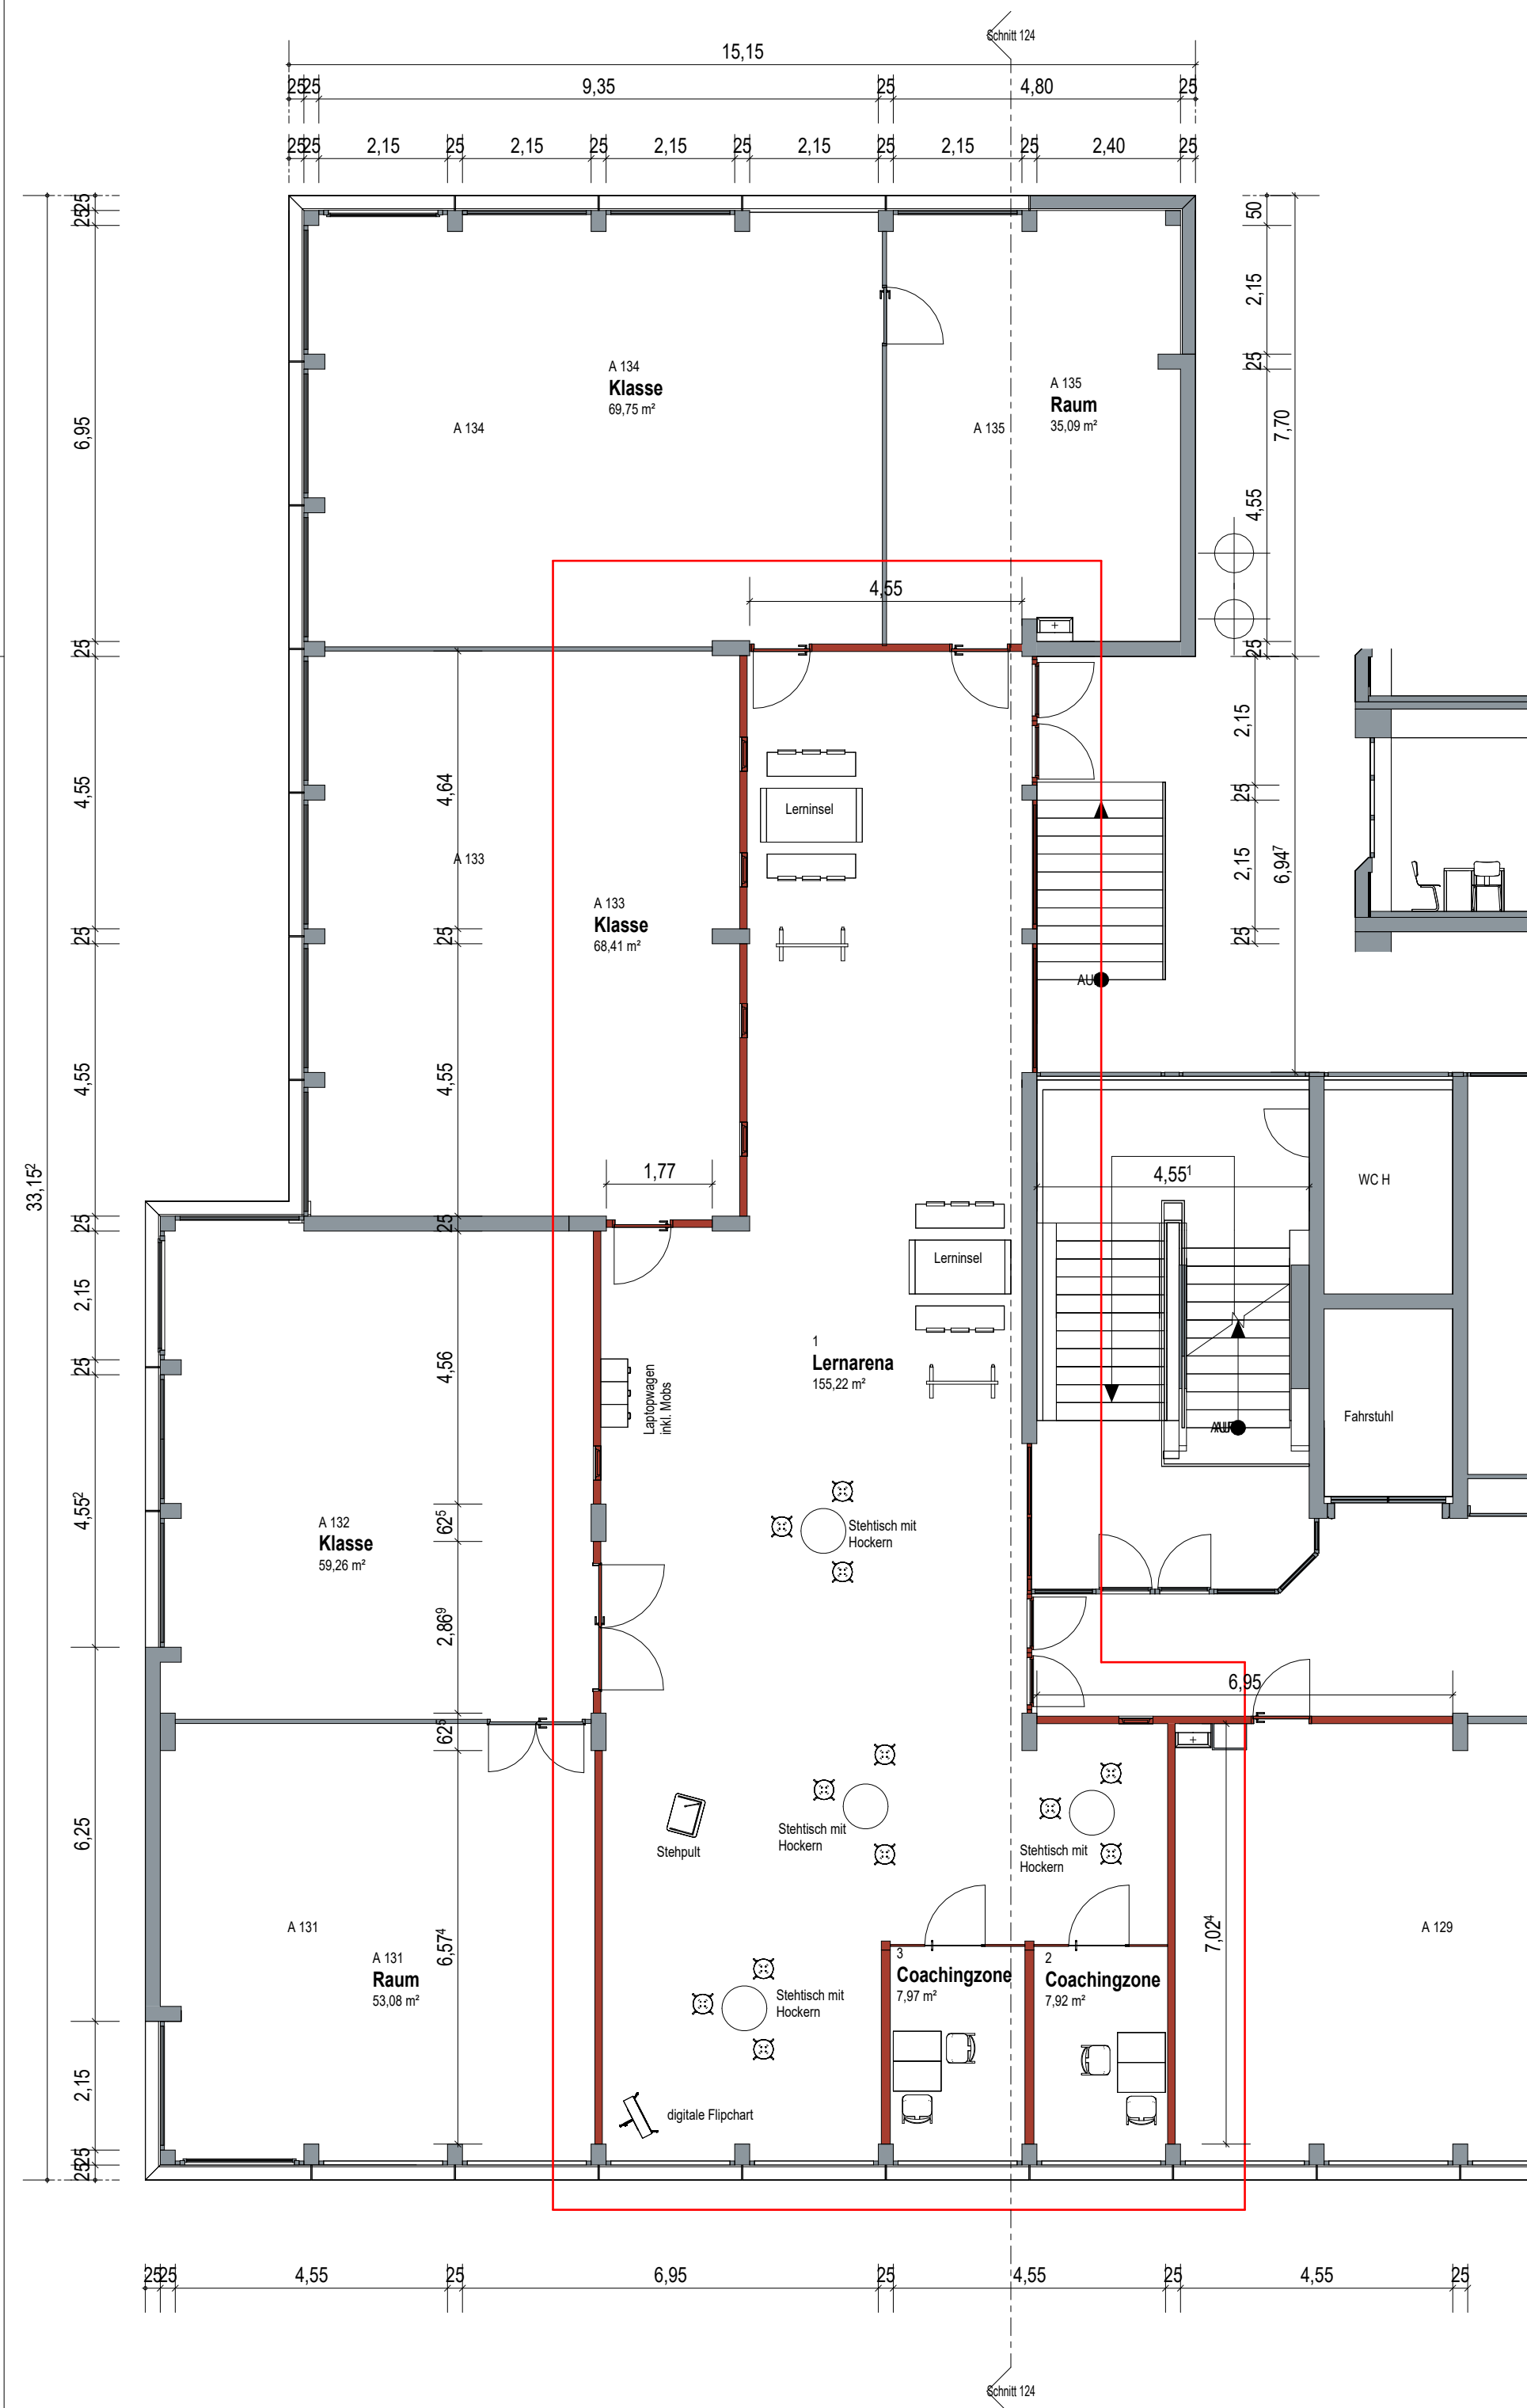 Schnitt 124
15,15
25 25 9,35 25 4,80 25
25 25 2,15 25 2,15 25 2,15 25 2,15 25 2,15 25 2,40 25
25 25
50
2,15
A 134
Klasse
69,75 m²
25
A 135
Raum
35,09 m²
6,95
A 134
A 135
7,70
4,55
4,55
25
25
2,15
4,55
4,64
25
Lerninsel
A 133
2,15
6,94⁷
A 133
Klasse
68,41 m²
25
25
25
AU
4,55
4,55
33,15²
1,77
4,55¹
WC H
25
25
Lerninsel
2,15
1
Lernarena
155,22 m²
25
4,56
Laptopwagen
inkl. Mobs
Fahrstuhl
4,55²
62⁵
A 132
Klasse
59,26 m²
Stehtisch mit
Hockern
2,86⁹
6,95
62⁵
6,25
Stehpult
Stehtisch mit
Hockern
Stehtisch mit
Hockern
A 131
A 131
Raum
53,08 m²
6,57⁴
7,02⁴
A 129
3
Coachingzone
7,97 m²
2
Coachingzone
7,92 m²
Stehtisch mit
Hockern
2,15
digitale Flipchart
25 25
25 25 4,55 25 6,95 25 4,55 25 4,55 25
Schnitt 124